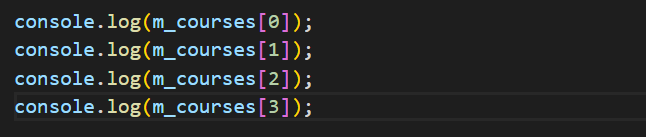 console.log(m_courses[0]);
console.log(m_courses[1]);
console.log(m_courses[2]);
console.log(m_courses[3]);